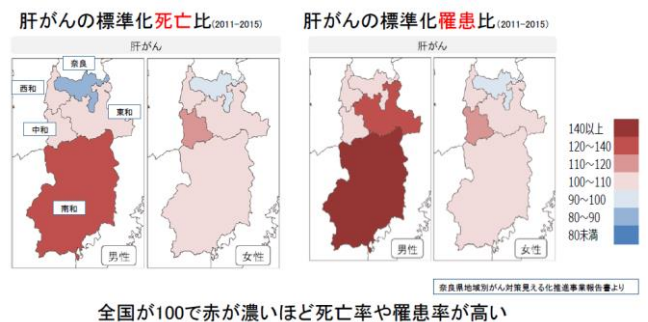 肝がんの標準化死亡比(2011-2015)
肝がんの標準化罹患比(2011-2015)
肝がん
肝がん
奈良
西和
東和
中和
南和
男性
女性
男性
女性
140以上
120~140
110~120
100~110
90~100
80~90
80未満
奈良県地域別がん対策見える化推進事業報告書より
全国が100で赤が濃いほど死亡率や罹患率が高い